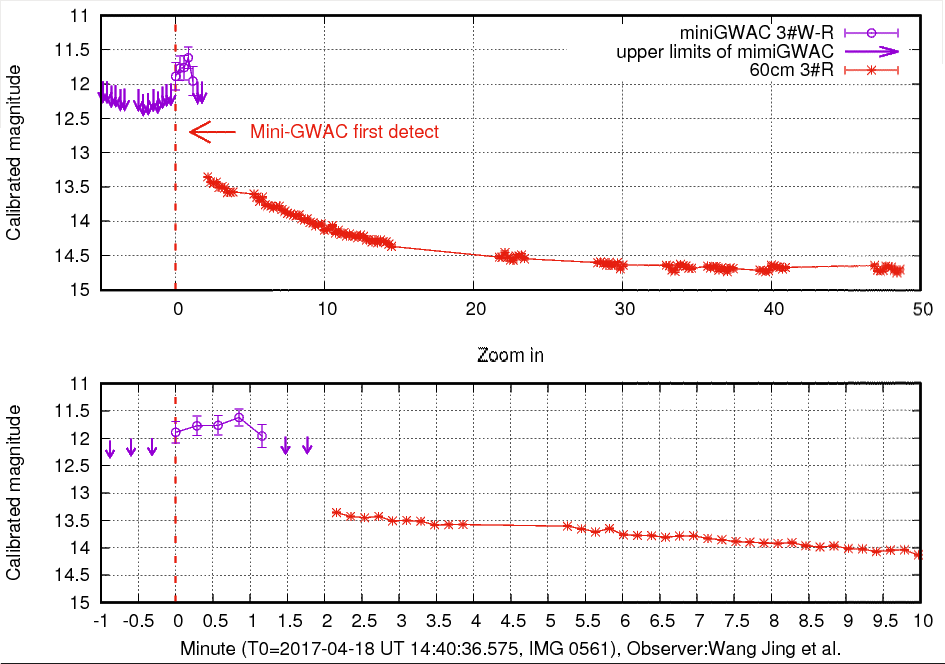 11
11.5
12
12.5
13
13.5
14
14.5
15
Calibrated magnitude
miniGWAC 3#W-R
upper limits of mimiGWAC
60cm 3#R
Mini-GWAC first detect
0 10 20 30 40 50
Zoom in
11
11.5
12
12.5
13
13.5
14
14.5
15
Calibrated magnitude
-1 -0.5 0 0.5 1 1.5 2 2.5 3 3.5 4 4.5 5 5.5 6 6.5 7 7.5 8 8.5 9 9.5 10
Minute (T0=2017-04-18 UT 14:40:36.575, IMG 0561), Observer:Wang Jing et al.